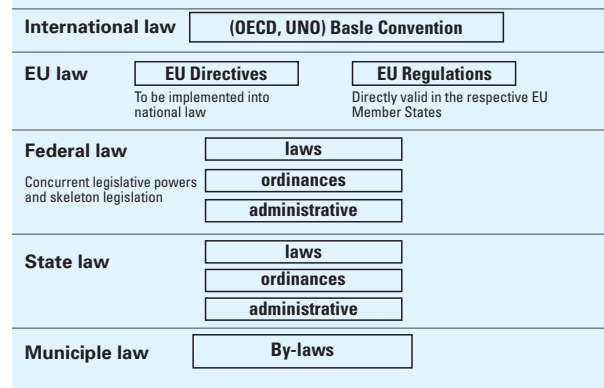 International law (OECD, UNO) Basle Convention
EU law EU Directives EU Regulations
To be implemented into
national law
Directly valid in the respective EU
Member States
Federal law laws
Concurrent legislative powers
and skeleton legislation
ordinances
administrative
State law laws
ordinances
administrative
Municiple law By-laws